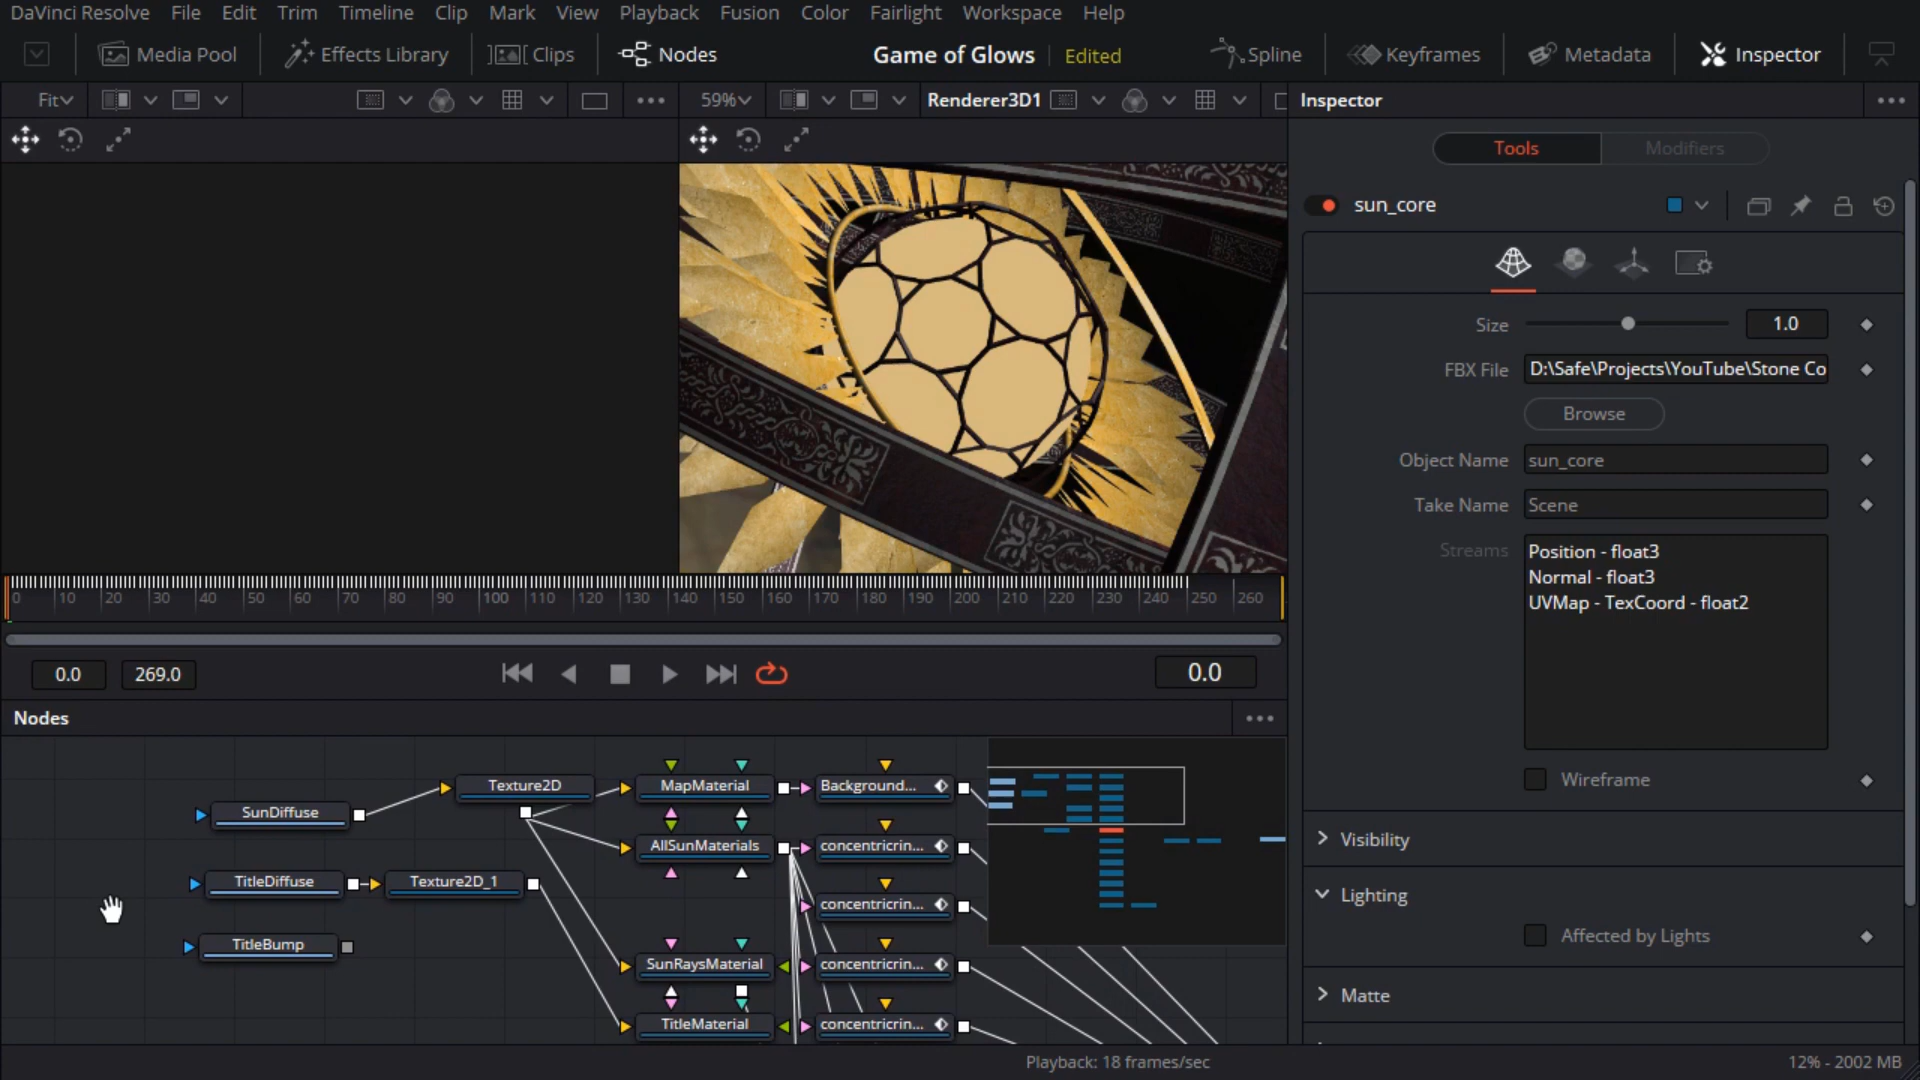 DaVinci Resolve File Edit Trim Timeline Clip Mark View Playback Fusion Color Fairlight Workspace Help
Media Pool Effects Library Clips Nodes Game of Glows Edited Spline Keyframes Metadata Inspector
Fit 59% Renderer3D1 Inspector
Tools Modifiers
sun_core
Size 1.0
FBX File D:\Safe\Projects\YouTube\Stone Co
Browse
Object Name sun_core
Take Name Scene
Streams Position - float3
Normal - float3
UVMap - TexCoord - float2
Wireframe
Visibility
Lighting
Affected by Lights
Matte
0 10 20 30 40 50 60 70 80 90 100 110 120 130 140 150 160 170 180 190 200 210 220 230 240 250 260
0.0 269.0 0.0
Nodes
Texture2D MapMaterial Background...
SunDiffuse
AllSunMaterials concentricrin...
TitleDiffuse Texture2D_1
concentricrin...
TitleBump
SunRaysMaterial concentricrin...
TitleMaterial concentricrin...
Playback: 18 frames/sec 12% - 2002 MB